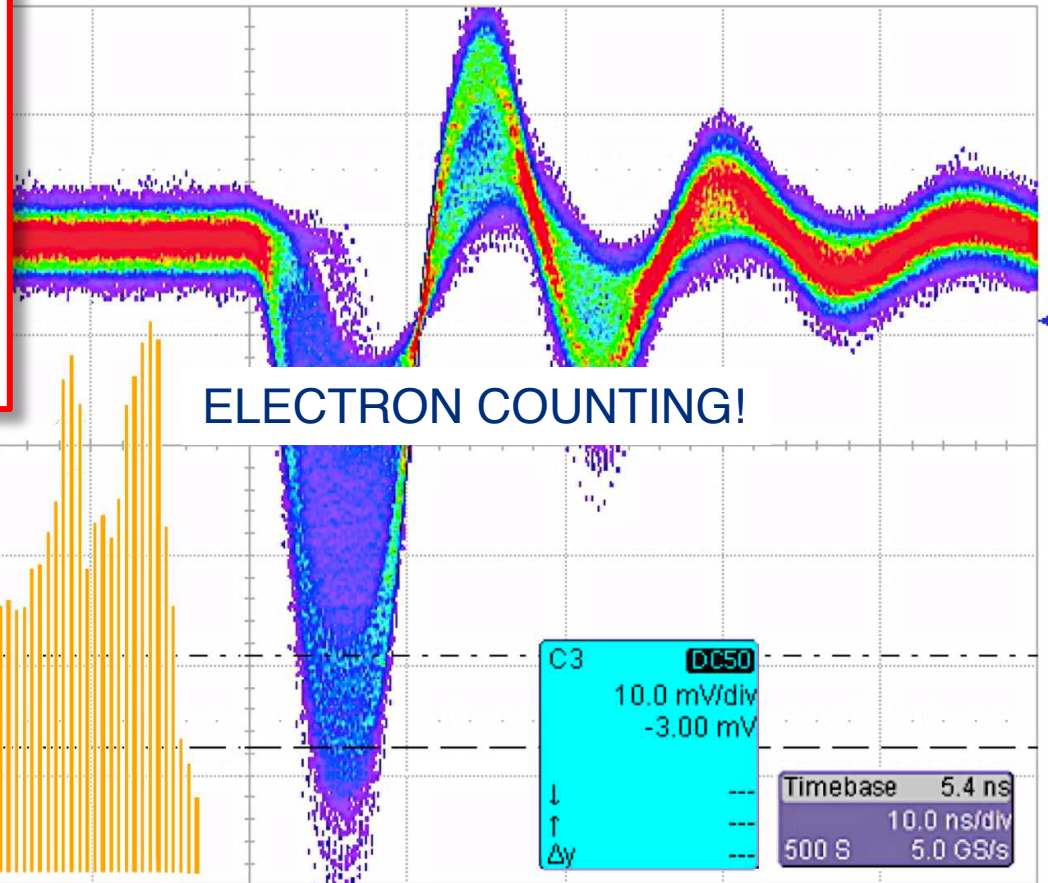 ELECTRON COUNTING!
C3 DC50
10.0 mV/div
-3.00 mV
↓ ---
↑ ---
Δy ---
Timebase 5.4 ns
10.0 ns/div
500 S 5.0 GS/s